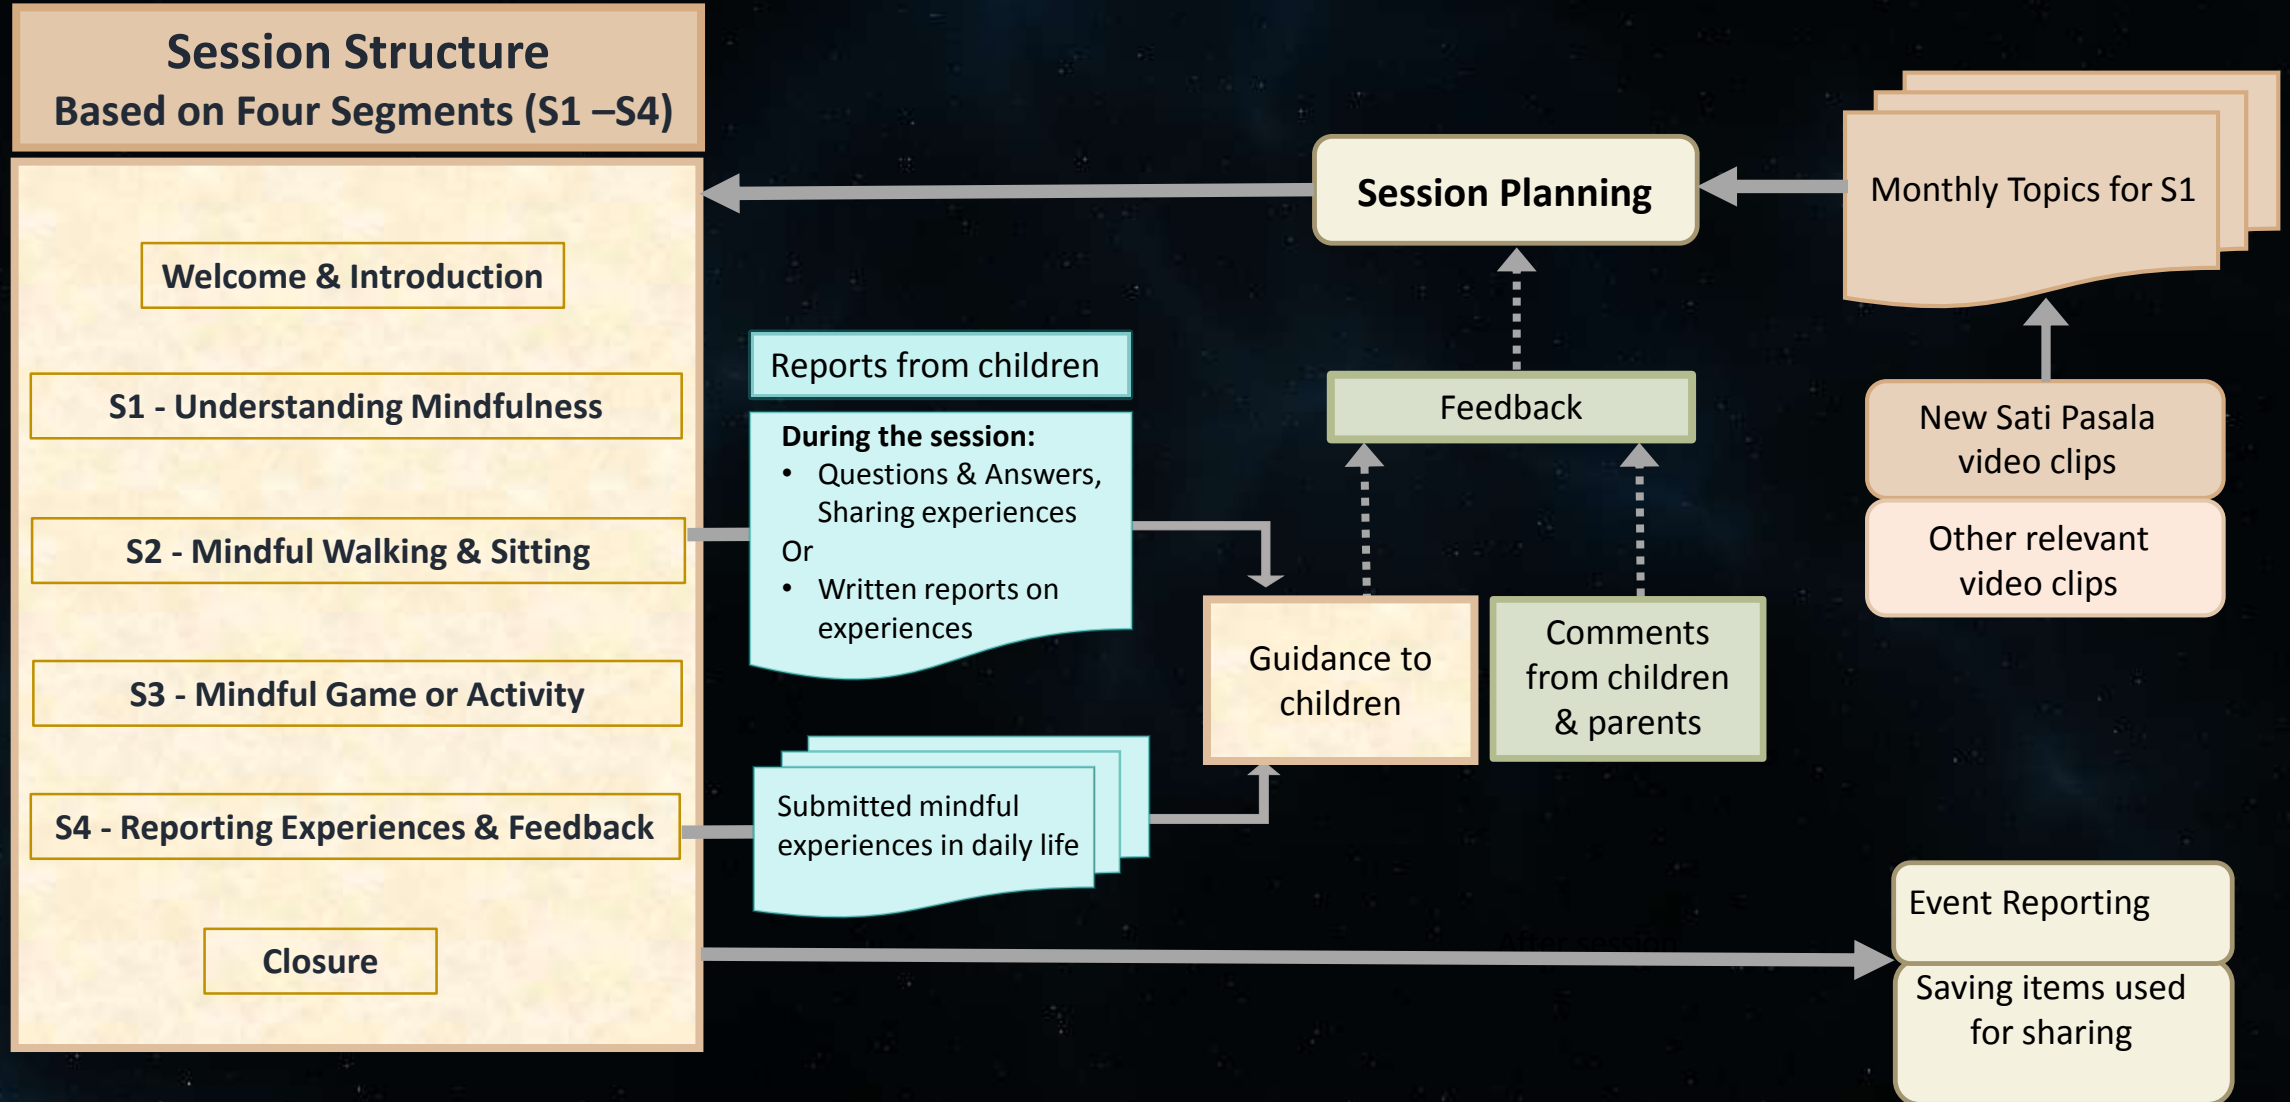 Session Structure
Based on Four Segments (S1 –S4)
Welcome & Introduction
S1 - Understanding Mindfulness
S2 - Mindful Walking & Sitting
S3 - Mindful Game or Activity
S4 - Reporting Experiences & Feedback
Closure
Reports from children
During the session:
• Questions & Answers,
Sharing experiences
Or
• Written reports on
experiences
Submitted mindful
experiences in daily life
Session Planning
Feedback
Guidance to
children
Comments
from children
& parents
Monthly Topics for S1
New Sati Pasala
video clips
Other relevant
video clips
After session
Event Reporting
Saving items used
for sharing